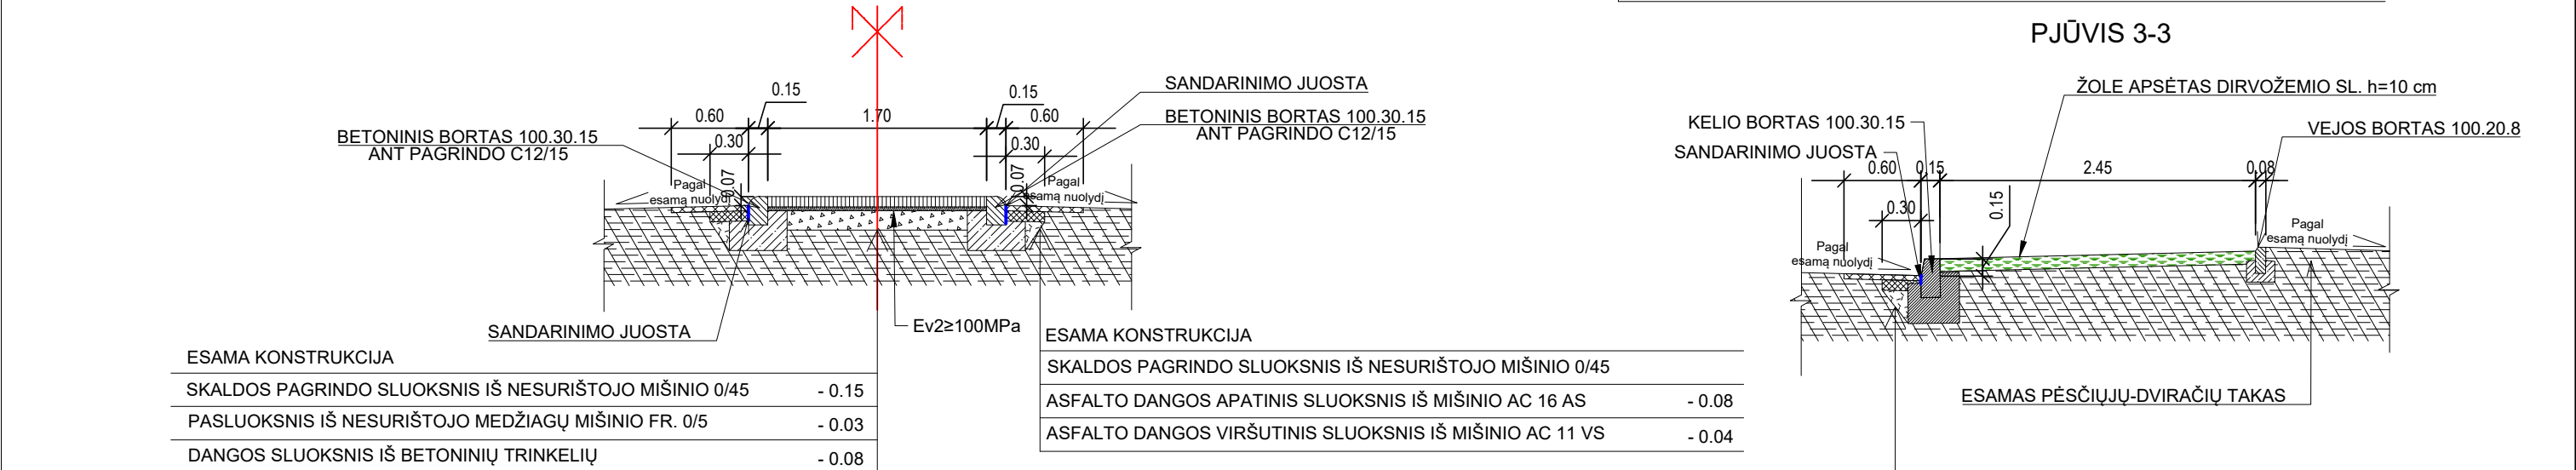 PJŪVIS 3-3
SANDARINIMO JUOSTA
BETONINIS BORTAS 100.30.15
ANT PAGRINDO C12/15
BETONINIS BORTAS 100.30.15
ANT PAGRINDO C12/15
0.15
0.15
0.60
1.70
0.60
0.30
0.30
0.07
0.07
Pagal
esamą nuolydį
Pagal
esamą nuolydį
SANDARINIMO JUOSTA
Ev2≥100MPa
ESAMA KONSTRUKCIJA
SKALDOS PAGRINDO SLUOKSNIS IŠ NESURIŠTOJO MIŠINIO 0/45 - 0.15
PASLUOKSNIS IŠ NESURIŠTOJO MEDŽIAGŲ MIŠINIO FR. 0/5 - 0.03
DANGOS SLUOKSNIS IŠ BETONINIŲ TRINKELIŲ - 0.08
ESAMA KONSTRUKCIJA
SKALDOS PAGRINDO SLUOKSNIS IŠ NESURIŠTOJO MIŠINIO 0/45
ASFALTO DANGOS APATINIS SLUOKSNIS IŠ MIŠINIO AC 16 AS - 0.08
ASFALTO DANGOS VIRŠUTINIS SLUOKSNIS IŠ MIŠINIO AC 11 VS - 0.04
ŽOLE APSĖTAS DIRVOŽEMIO SL. h=10 cm
KELIO BORTAS 100.30.15
VEJOS BORTAS 100.20.8
SANDARINIMO JUOSTA
0.60
0.15
2.45
0.08
0.30
0.15
Pagal
esamą nuolydį
Pagal
esamą nuolydį
ESAMAS PĖSČIŲJŲ-DVIRAČIŲ TAKAS